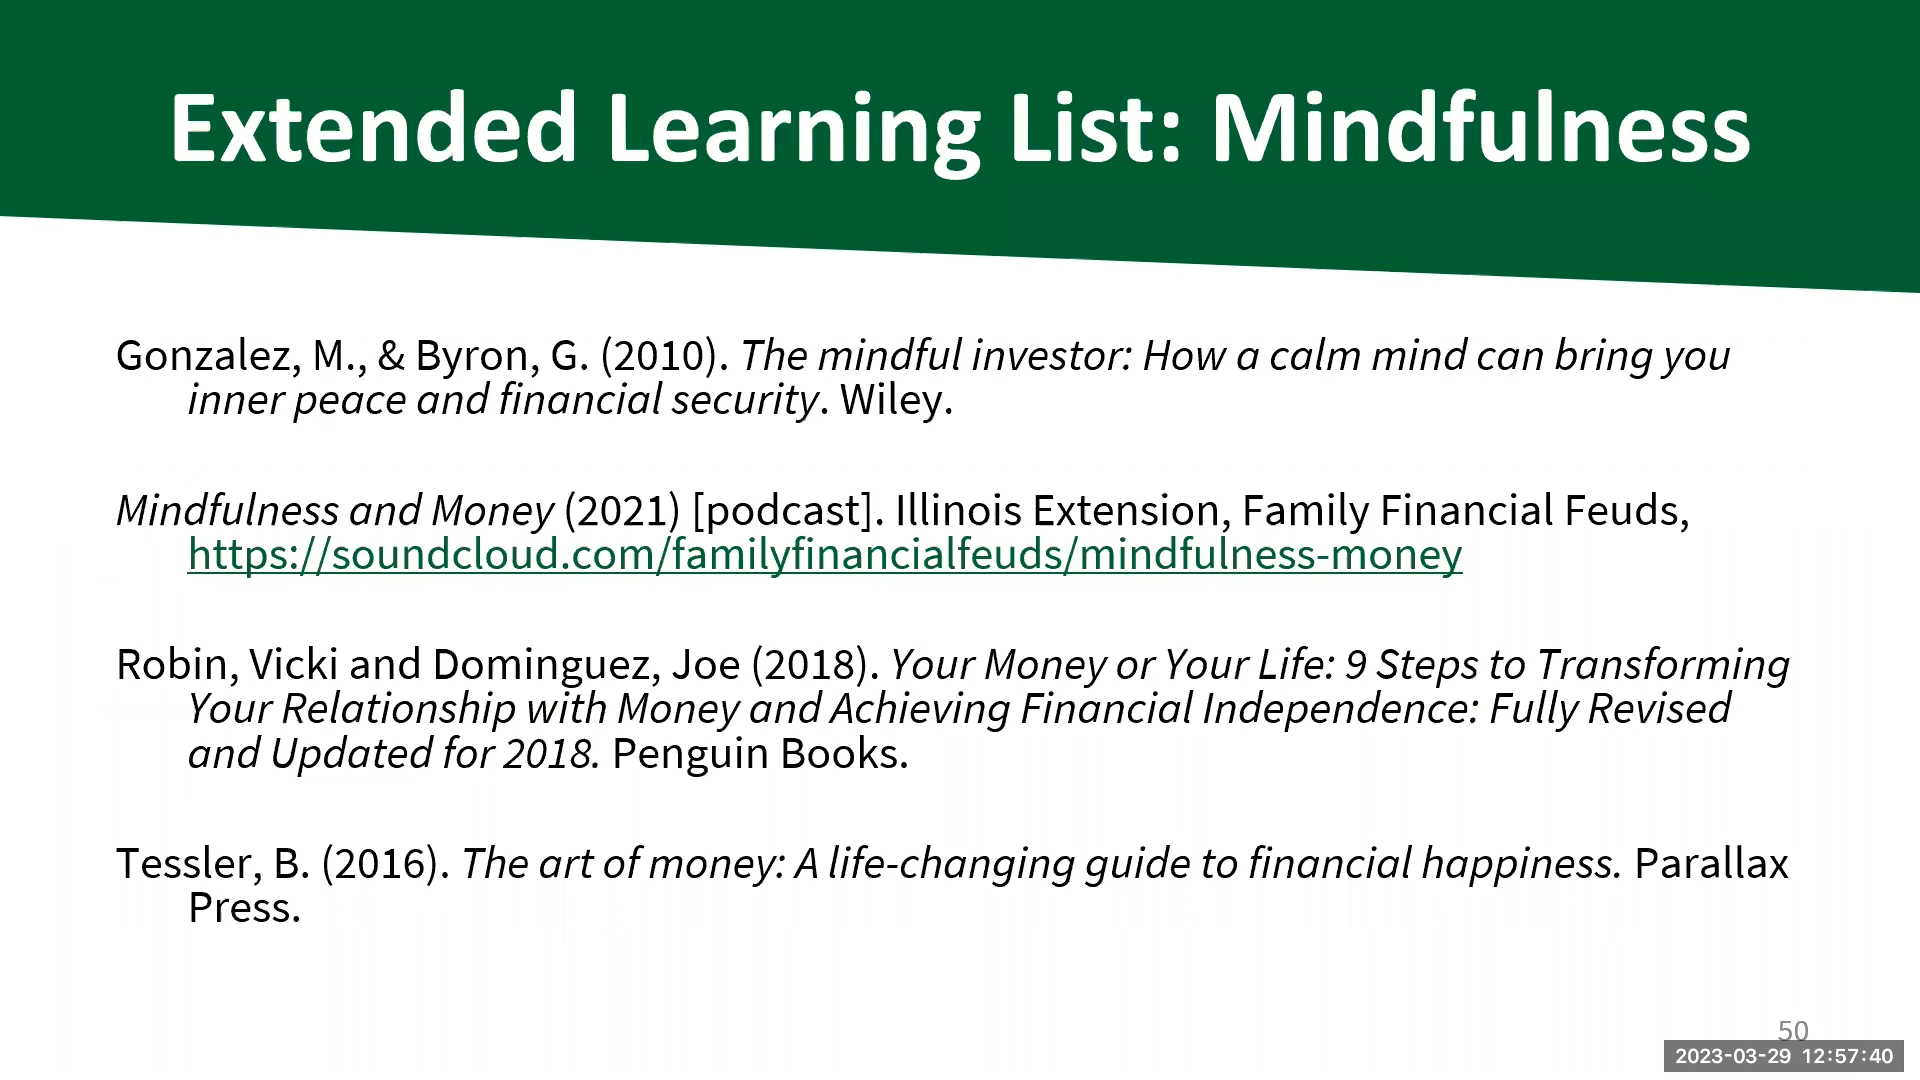 Extended Learning List: Mindfulness
Gonzalez, M., & Byron, G. (2010). The mindful investor: How a calm mind can bring you
inner peace and financial security. Wiley.
Mindfulness and Money (2021) [podcast]. Illinois Extension, Family Financial Feuds,
https://soundcloud.com/familyfinancialfeuds/mindfulness-money
Robin, Vicki and Dominguez, Joe (2018). Your Money or Your Life: 9 Steps to Transforming
Your Relationship with Money and Achieving Financial Independence: Fully Revised
and Updated for 2018. Penguin Books.
Tessler, B. (2016). The art of money: A life-changing guide to financial happiness. Parallax
Press.
50
2023-03-29 12:57:40